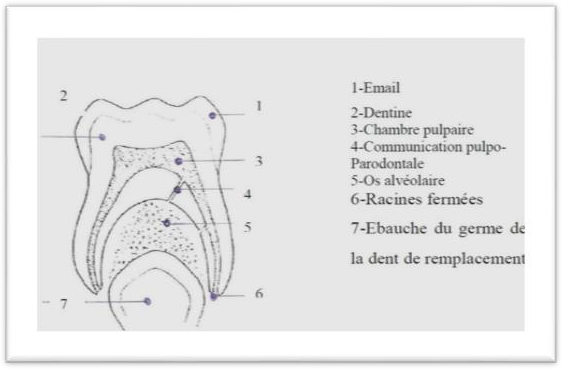 2
1
3
4
5
6
7
1-Email
2-Dentine
3-Chambre pulpaire
4-Communication pulpo-
Parodontale
5-Os alvéolaire
6-Racines fermées
7-Ebauche du germe de
la dent de remplacement